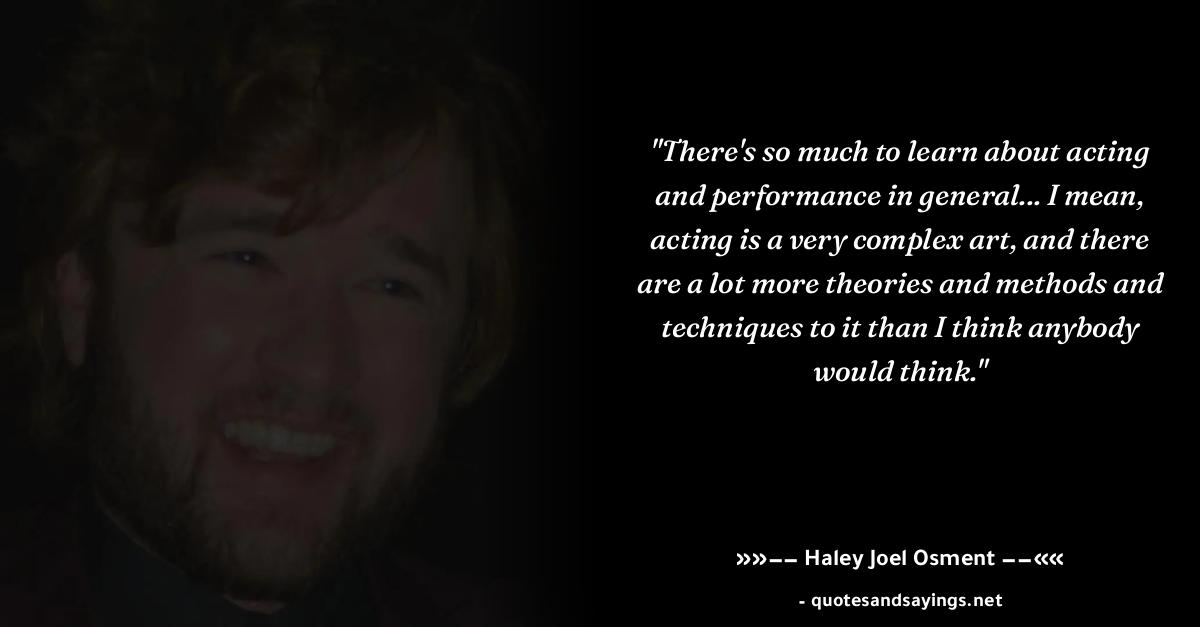 "There's so much to learn about acting
and performance in general... I mean,
acting is a very complex art, and there
are a lot more theories and methods and
techniques to it than I think anybody
would think."
»»–– Haley Joel Osment ––««
- quotesandsayings.net